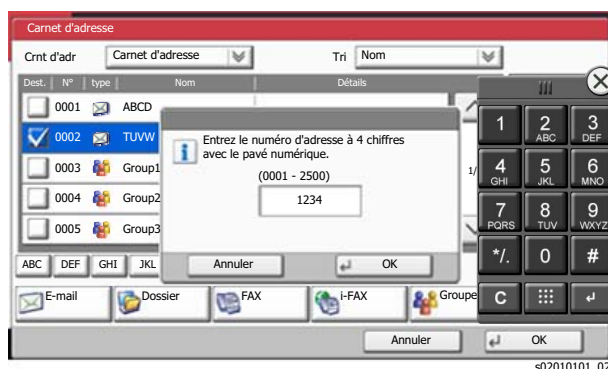 Carnet d'adresse
Crnt d'adr Carnet d'adresse Tri Nom
Dest. N° type Nom Détails
0001 ABCD
0002 TUVW
0003 Group1
0004 Group2
0005 Group3
1/
Entrez le numéro d'adresse à 4 chiffres
avec le pavé numérique.
(0001 - 2500)
1234
Annuler OK
ABC DEF GHI JKL
E-mail Dossier FAX i-FAX Groupe
Annuler OK
1 2 ABC 3 DEF
4 GHI 5 JKL 6 MNO
7 PQRS 8 TUV 9 WXYZ
*/. 0 #
C
s02010101_02